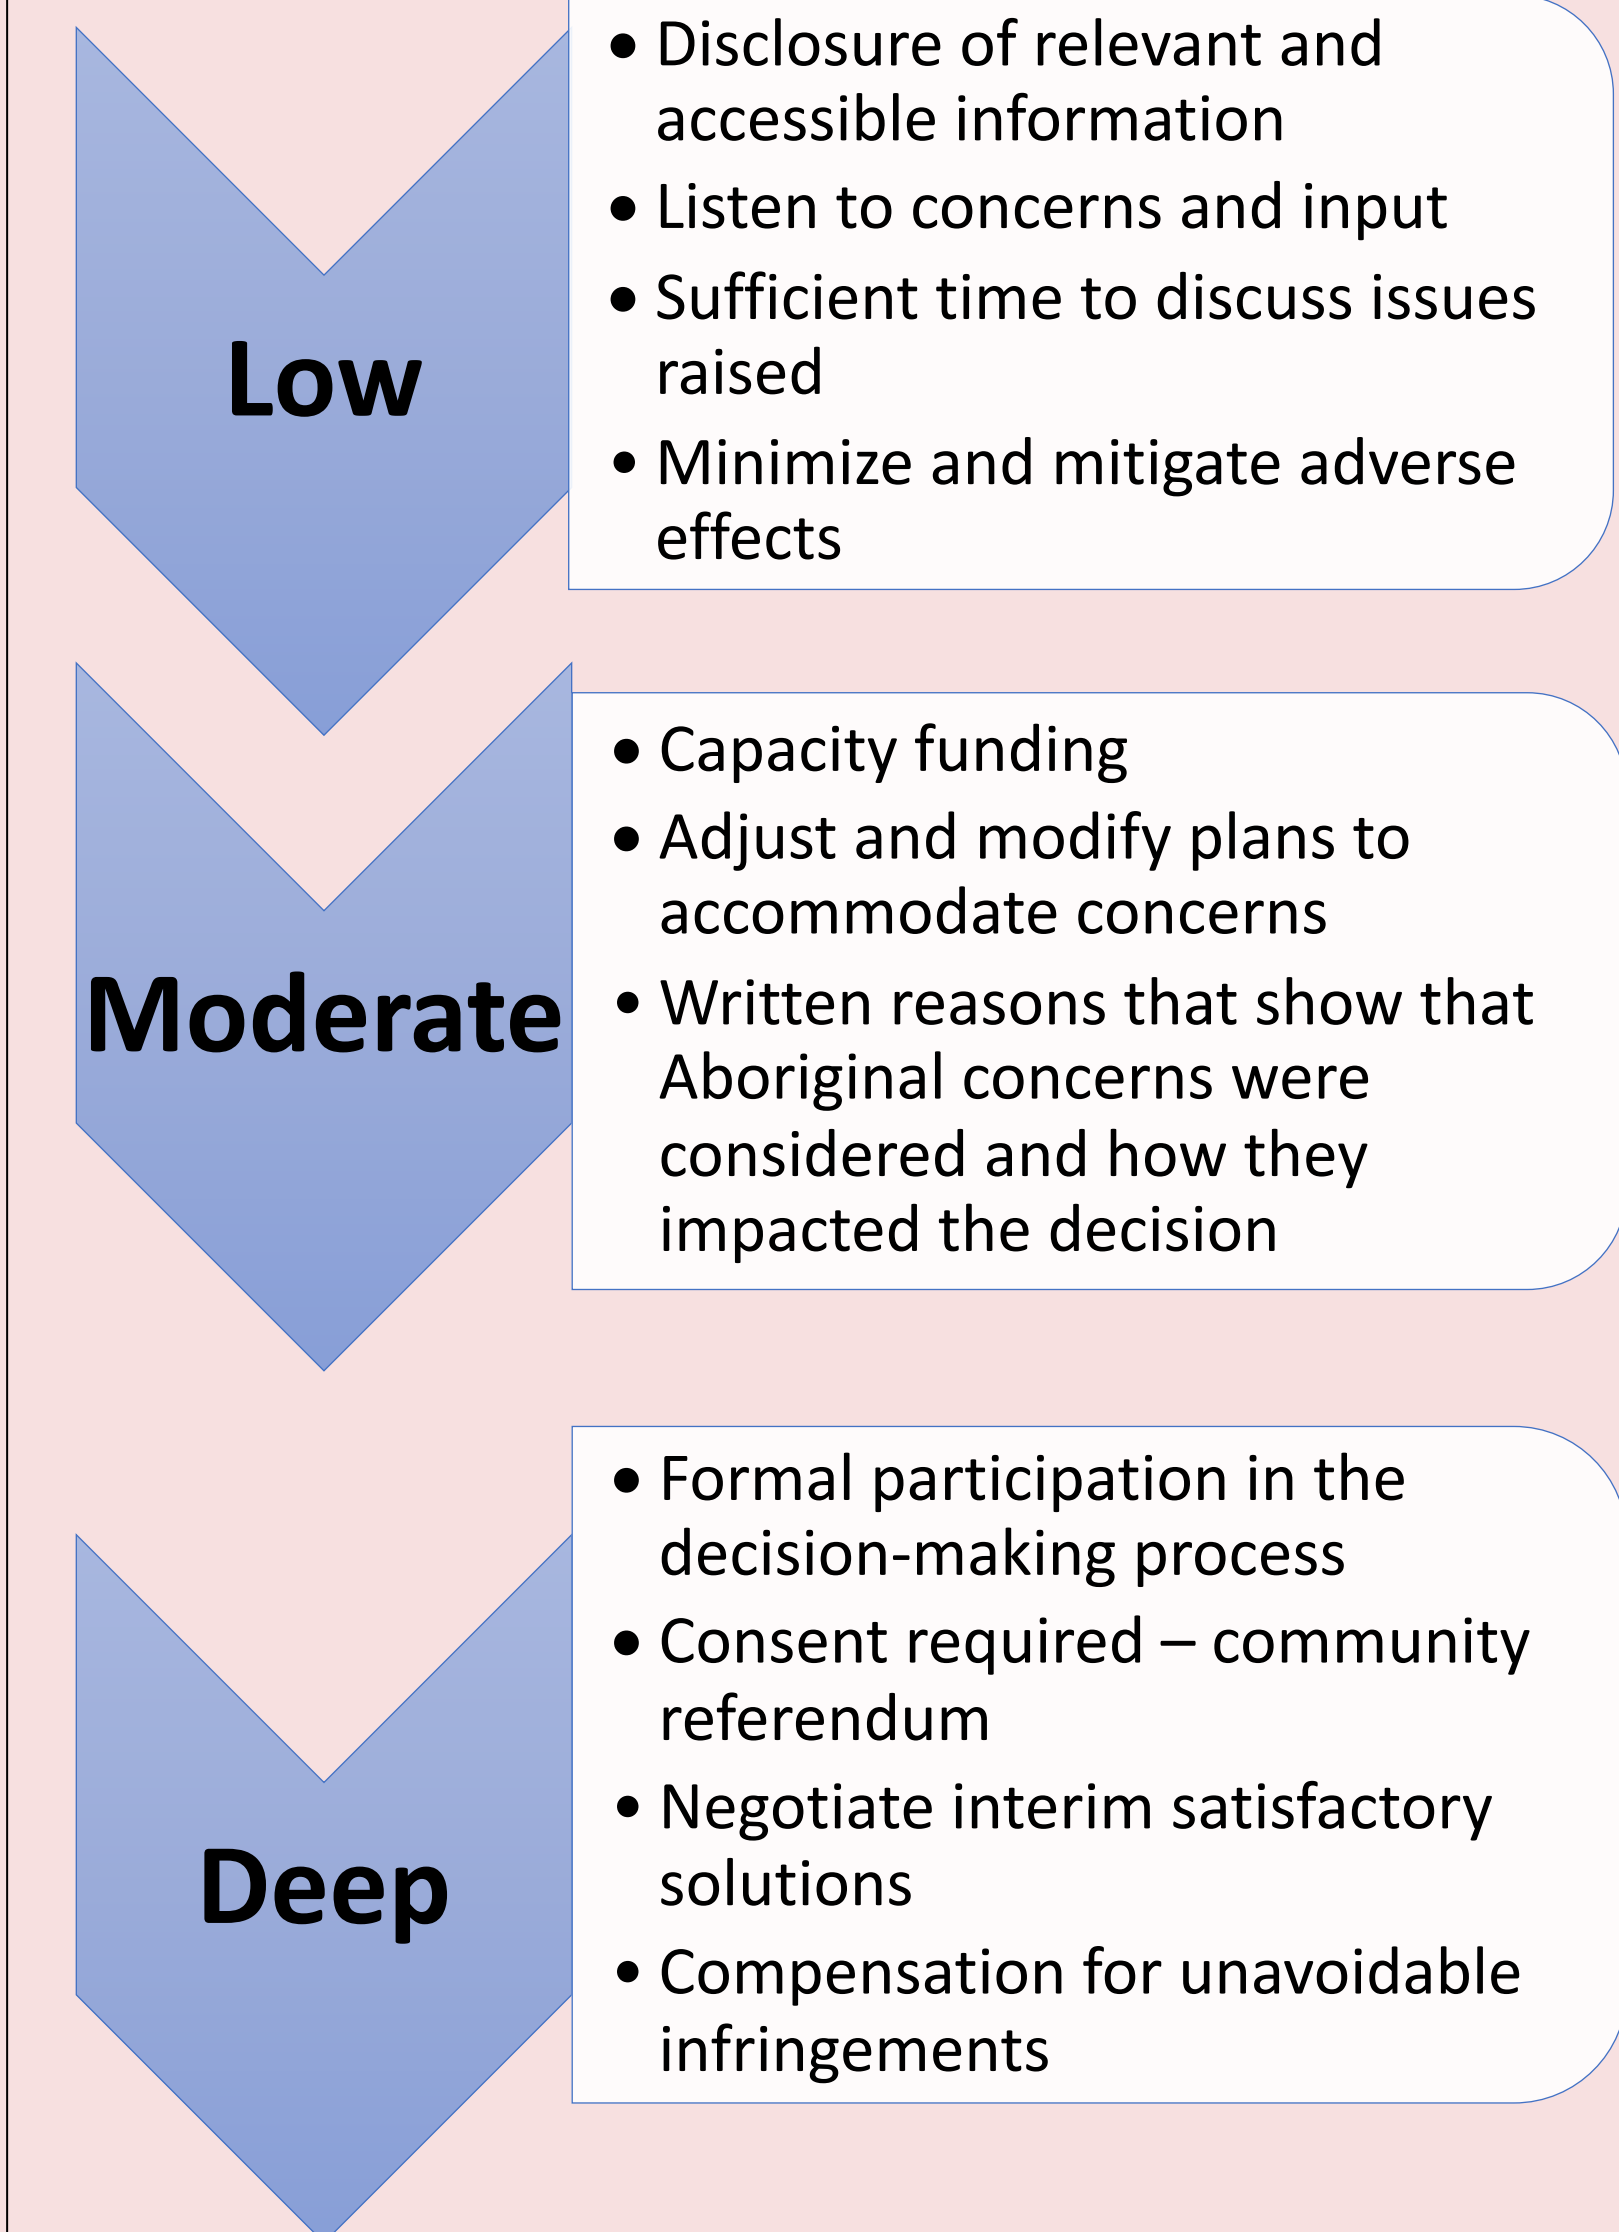 Low
• Disclosure of relevant and
accessible information
• Listen to concerns and input
• Sufficient time to discuss issues
raised
• Minimize and mitigate adverse
effects
Moderate
• Capacity funding
• Adjust and modify plans to
accommodate concerns
• Written reasons that show that
Aboriginal concerns were
considered and how they
impacted the decision
Deep
• Formal participation in the
decision-making process
• Consent required – community
referendum
• Negotiate interim satisfactory
solutions
• Compensation for unavoidable
infringements